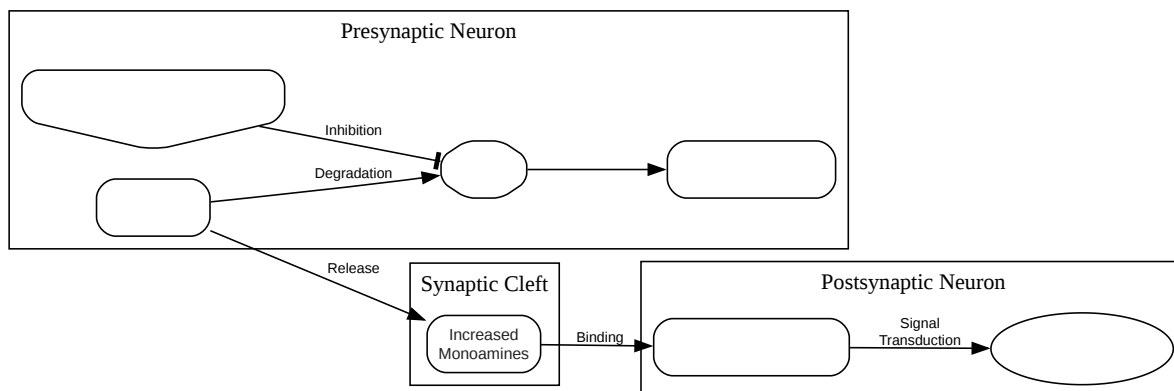 Presynaptic Neuron
Inhibition
Degradation
Release
Synaptic Cleft
Increased
Monoamines
Binding
Postsynaptic Neuron
Signal
Transduction